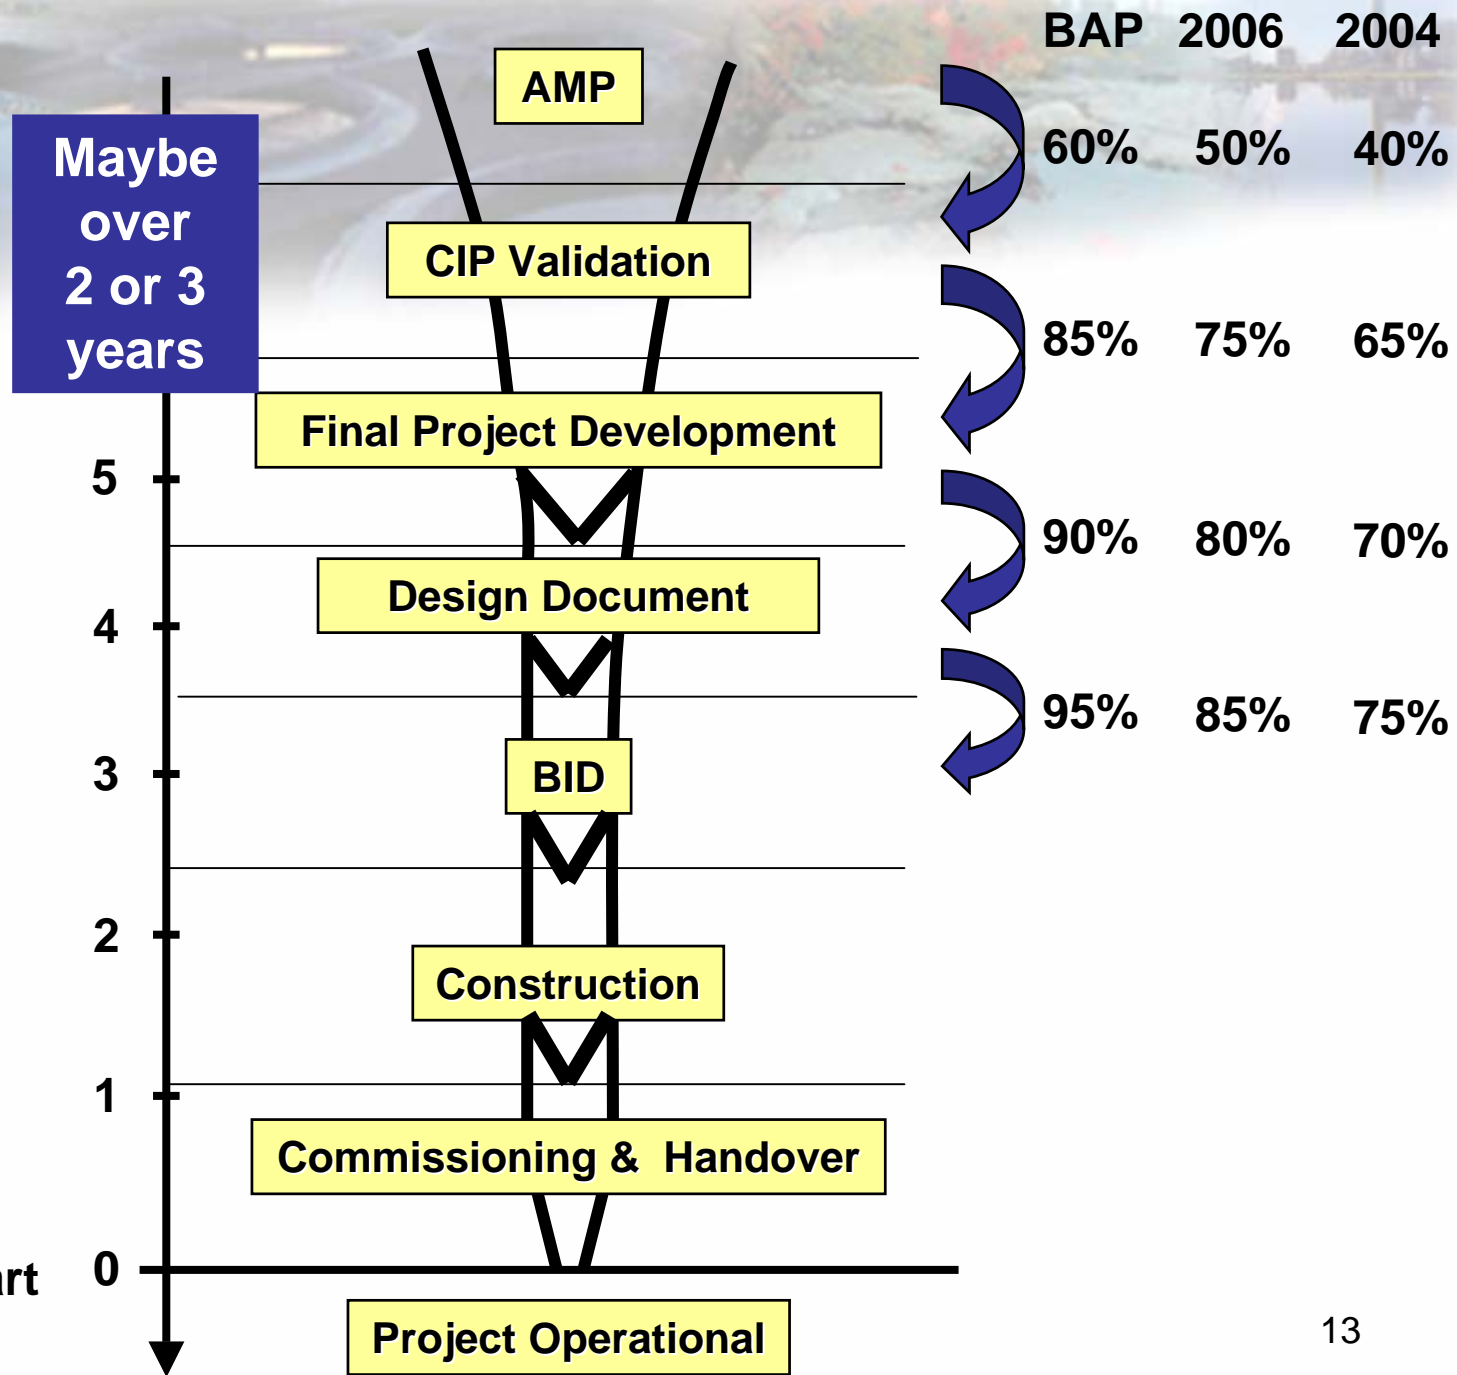 BAP 2006 2004
AMP
Maybe
over
2 or 3
years
60% 50% 40%
CIP Validation
85% 75% 65%
Final Project Development
5
90% 80% 70%
Design Document
4
95% 85% 75%
3
BID
2
Construction
1
Commissioning & Handover
0
Project Operational
13